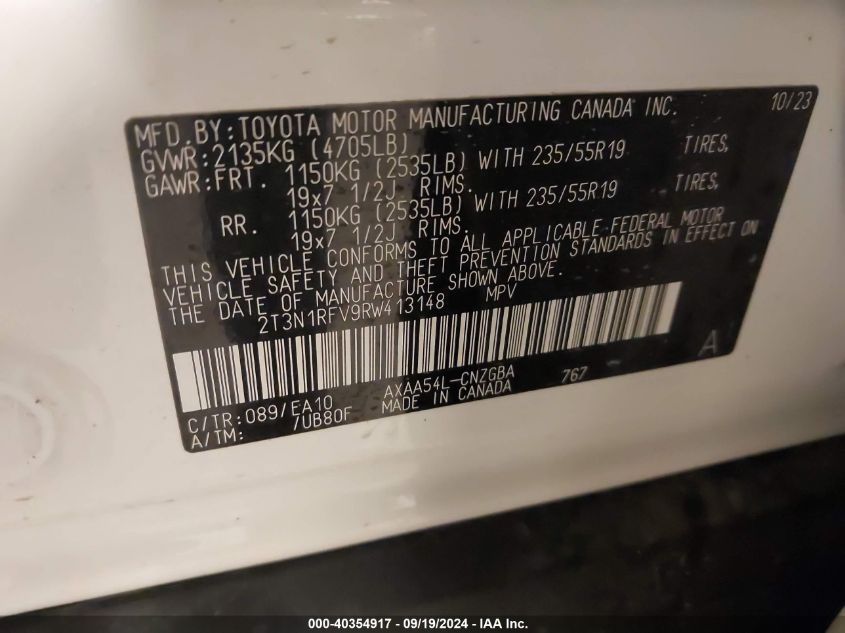 MFD.BY:TOYOTA MOTOR MANUFACTURING CANADA INC. 10/23
GVWR:2135KG (4705LB)
GAWR:FRT. 1150KG (2535LB) WITH 235/55R19 TIRES,
19x7 1/2J RIMS.
RR. 1150KG (2535LB) WITH 235/55R19 TIRES,
19x7 1/2J RIMS.
THIS VEHICLE CONFORMS TO ALL APPLICABLE FEDERAL MOTOR
VEHICLE SAFETY AND THEFT PREVENTION STANDARDS IN EFFECT ON
THE DATE OF MANUFACTURE SHOWN ABOVE.
2T3N1RFV9RW413148 MPV
A
C/TR:089/EA10 AXAA54L-CNZGBA 767
A/TM: /UB80F MADE IN CANADA
000-40354917 - 09/19/2024 - IAA Inc.